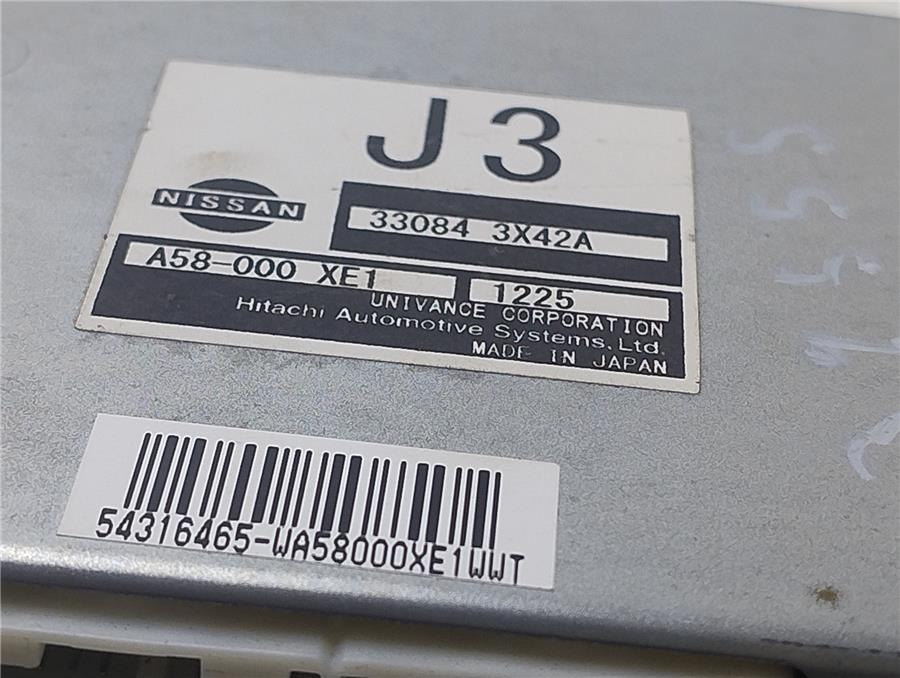 J3
NISSAN
33084 3X42A
A58-000 XE1
1225
UNIVANCE CORPORATION
Hitachi Automotive Systems,Ltd.
MADE IN JAPAN
54316465-WA58000XE1WWT